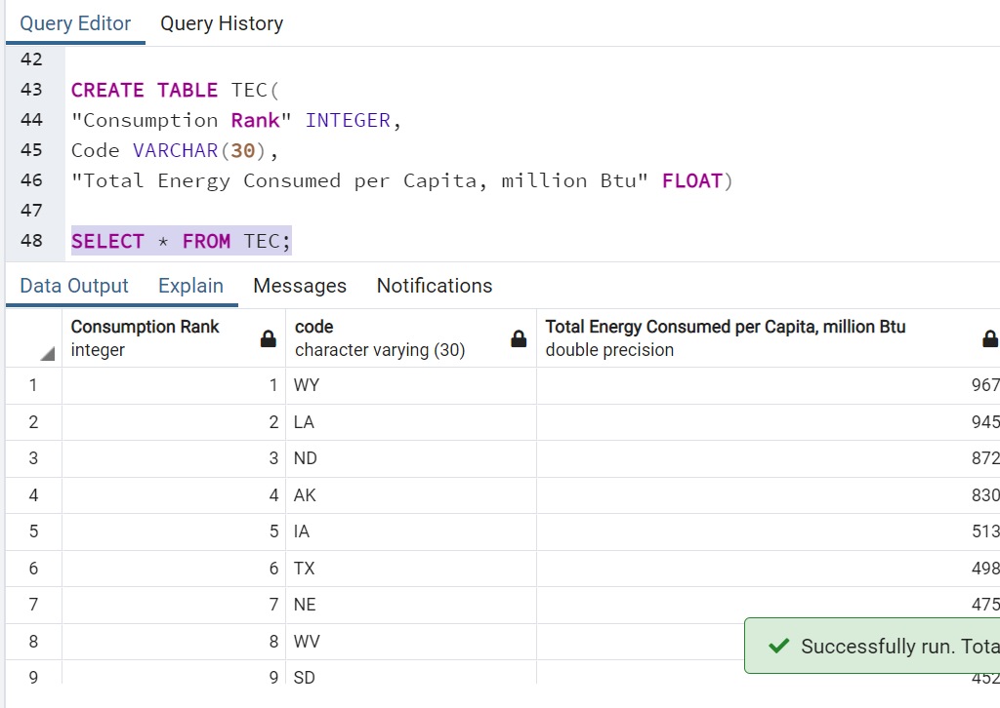 Query Editor Query History
42
43 CREATE TABLE TEC(
44 "Consumption Rank" INTEGER,
45 Code VARCHAR(30),
46 "Total Energy Consumed per Capita, million Btu" FLOAT)
47
48 SELECT * FROM TEC;
Data Output Explain Messages Notifications
Consumption Rank code Total Energy Consumed per Capita, million Btu
integer character varying (30) double precision
1 1 WY 967
2 2 LA 945
3 3 ND 872
4 4 AK 830
5 5 IA 513
6 6 TX 498
7 7 NE 475
8 8 WV
Successfully run. Tota
9 9 SD 452